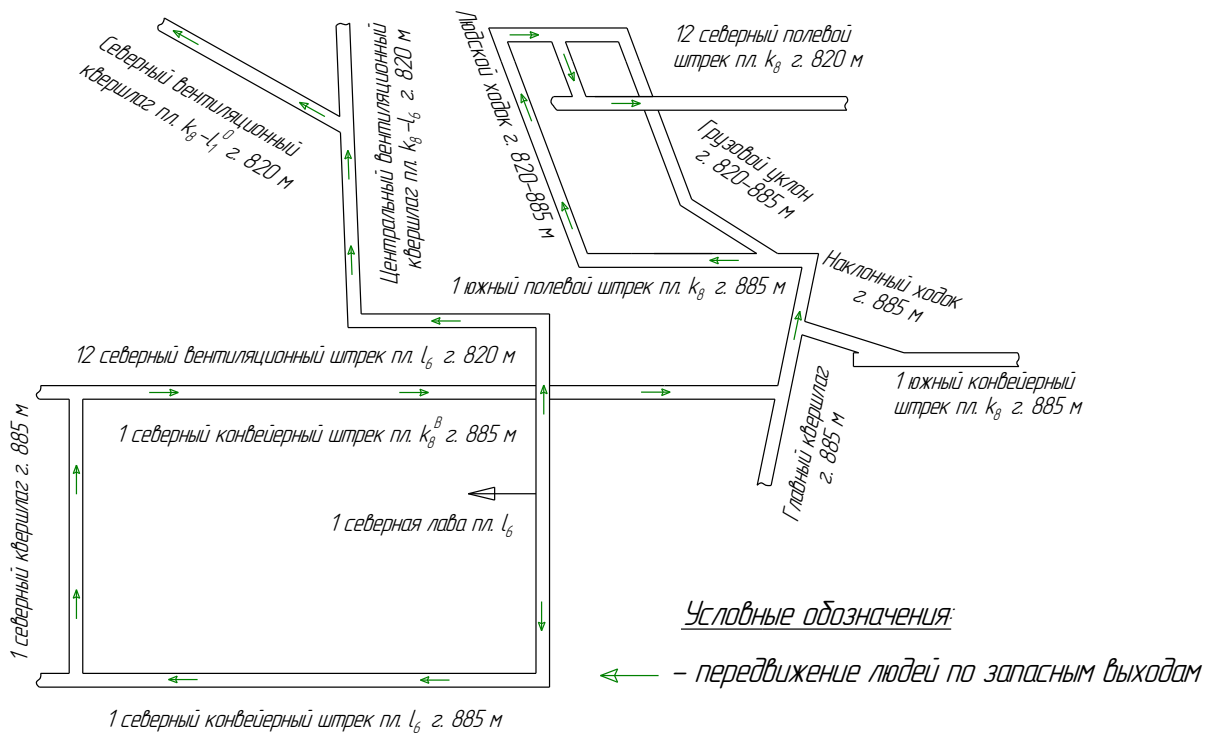 Северный вентиляционный
квершлаг пл. k₈-l₁⁰ г. 820 м
Центральный вентиляционный
квершлаг пл. k₈-l₆ г. 820 м
Людской ходок г. 820-885 м
12 северный полевой
штрек пл. k₈ г. 820 м
Грузовой уклон
г. 820-885 м
1 южный полевой штрек пл. k₈ г. 885 м
Наклонный ходок
г. 885 м
1 южный конвейерный
штрек пл. k₈ г. 885 м
Главный квершлаг
г. 885 м
12 северный вентиляционный штрек пл. l₆ г. 820 м
1 северный конвейерный штрек пл. k₈ᴮ г. 885 м
1 северный квершлаг г. 885 м
1 северная лава пл. l₆
1 северный конвейерный штрек пл. l₆ г. 885 м
Условные обозначения:
– передвижение людей по запасным выходам